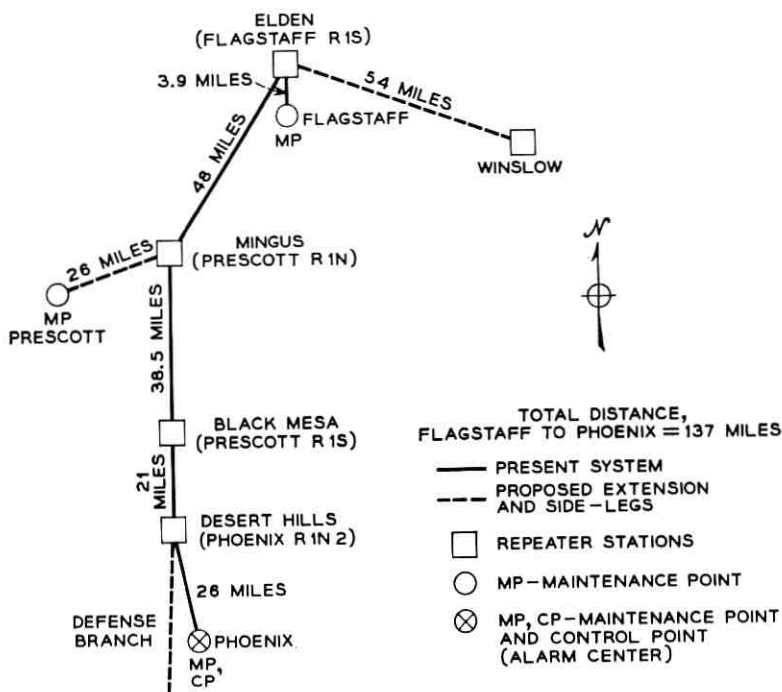 ELDEN
(FLAGSTAFF R1S)
3.9 MILES
54 MILES
FLAGSTAFF
MP
WINSLOW
48 MILES
N
MINGUS
(PRESCOTT R1N)
26 MILES
MP
PRESCOTT
38.5 MILES
BLACK MESA
(PRESCOTT R1S)
21
MILES
DESERT HILLS
(PHOENIX R1N2)
26 MILES
DEFENSE
BRANCH
PHOENIX
MP,
CP
TOTAL DISTANCE,
FLAGSTAFF TO PHOENIX = 137 MILES
PRESENT SYSTEM
PROPOSED EXTENSION
AND SIDE-LEGS
REPEATER STATIONS
MP-MAINTENANCE POINT
MP, CP-MAINTENANCE POINT
AND CONTROL POINT
(ALARM CENTER)